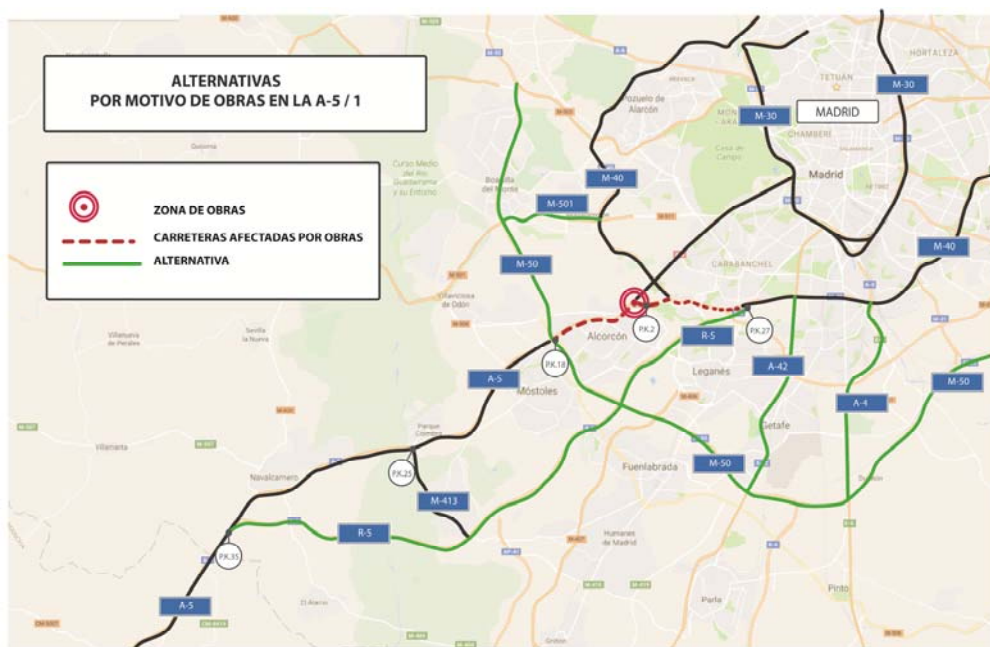 ALTERNATIVAS
POR MOTIVO DE OBRAS EN LA A-5 / 1
ZONA DE OBRAS
CARRETERAS AFECTADAS POR OBRAS
ALTERNATIVA
HORTALEZA
TETUÁN
M-30
M-30
MADRID
Pozuelo de
Alarcón
CHAMBERÍ
Casa de
Campo
Madrid
Curso Medio
del Río
Guadarrama
y su Entorno
Boadilla
del Monte
M-40
M-501
M-40
CARABANCHEL
M-50
Villaviciosa
de Odón
Villanueva
de Perales
Sevilla
la Nueva
P.K.2
P.K.27
Alcorcón
R-5
P.K.18
A-5
Leganés
A-42
M-50
Móstoles
A-4
Getafe
Villamanta
Parque
Coimbra
Navalcarnero
P.K.25
Fuenlabrada
M-50
M-413
R-5
Humanes
de Madrid
P.K.35
Pinto
Parla
El Álamo
A-5